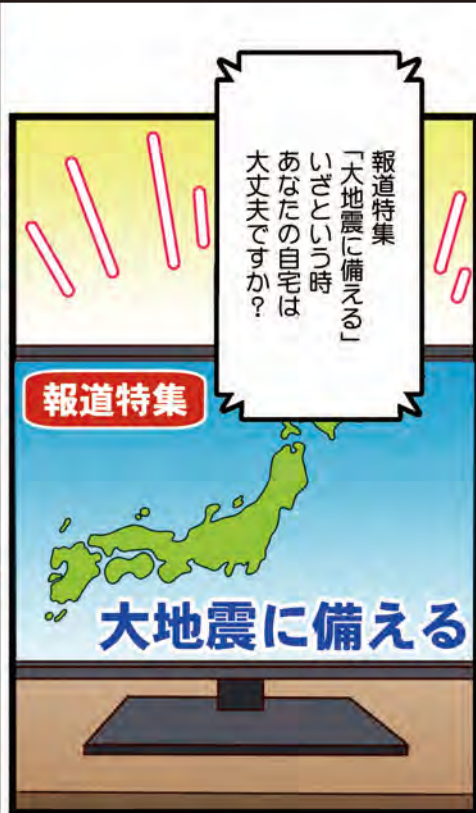 報道特集
「大地震に備える」
いざという時
あなたの自宅は
大丈夫ですか？
報道特集
大地震に備える